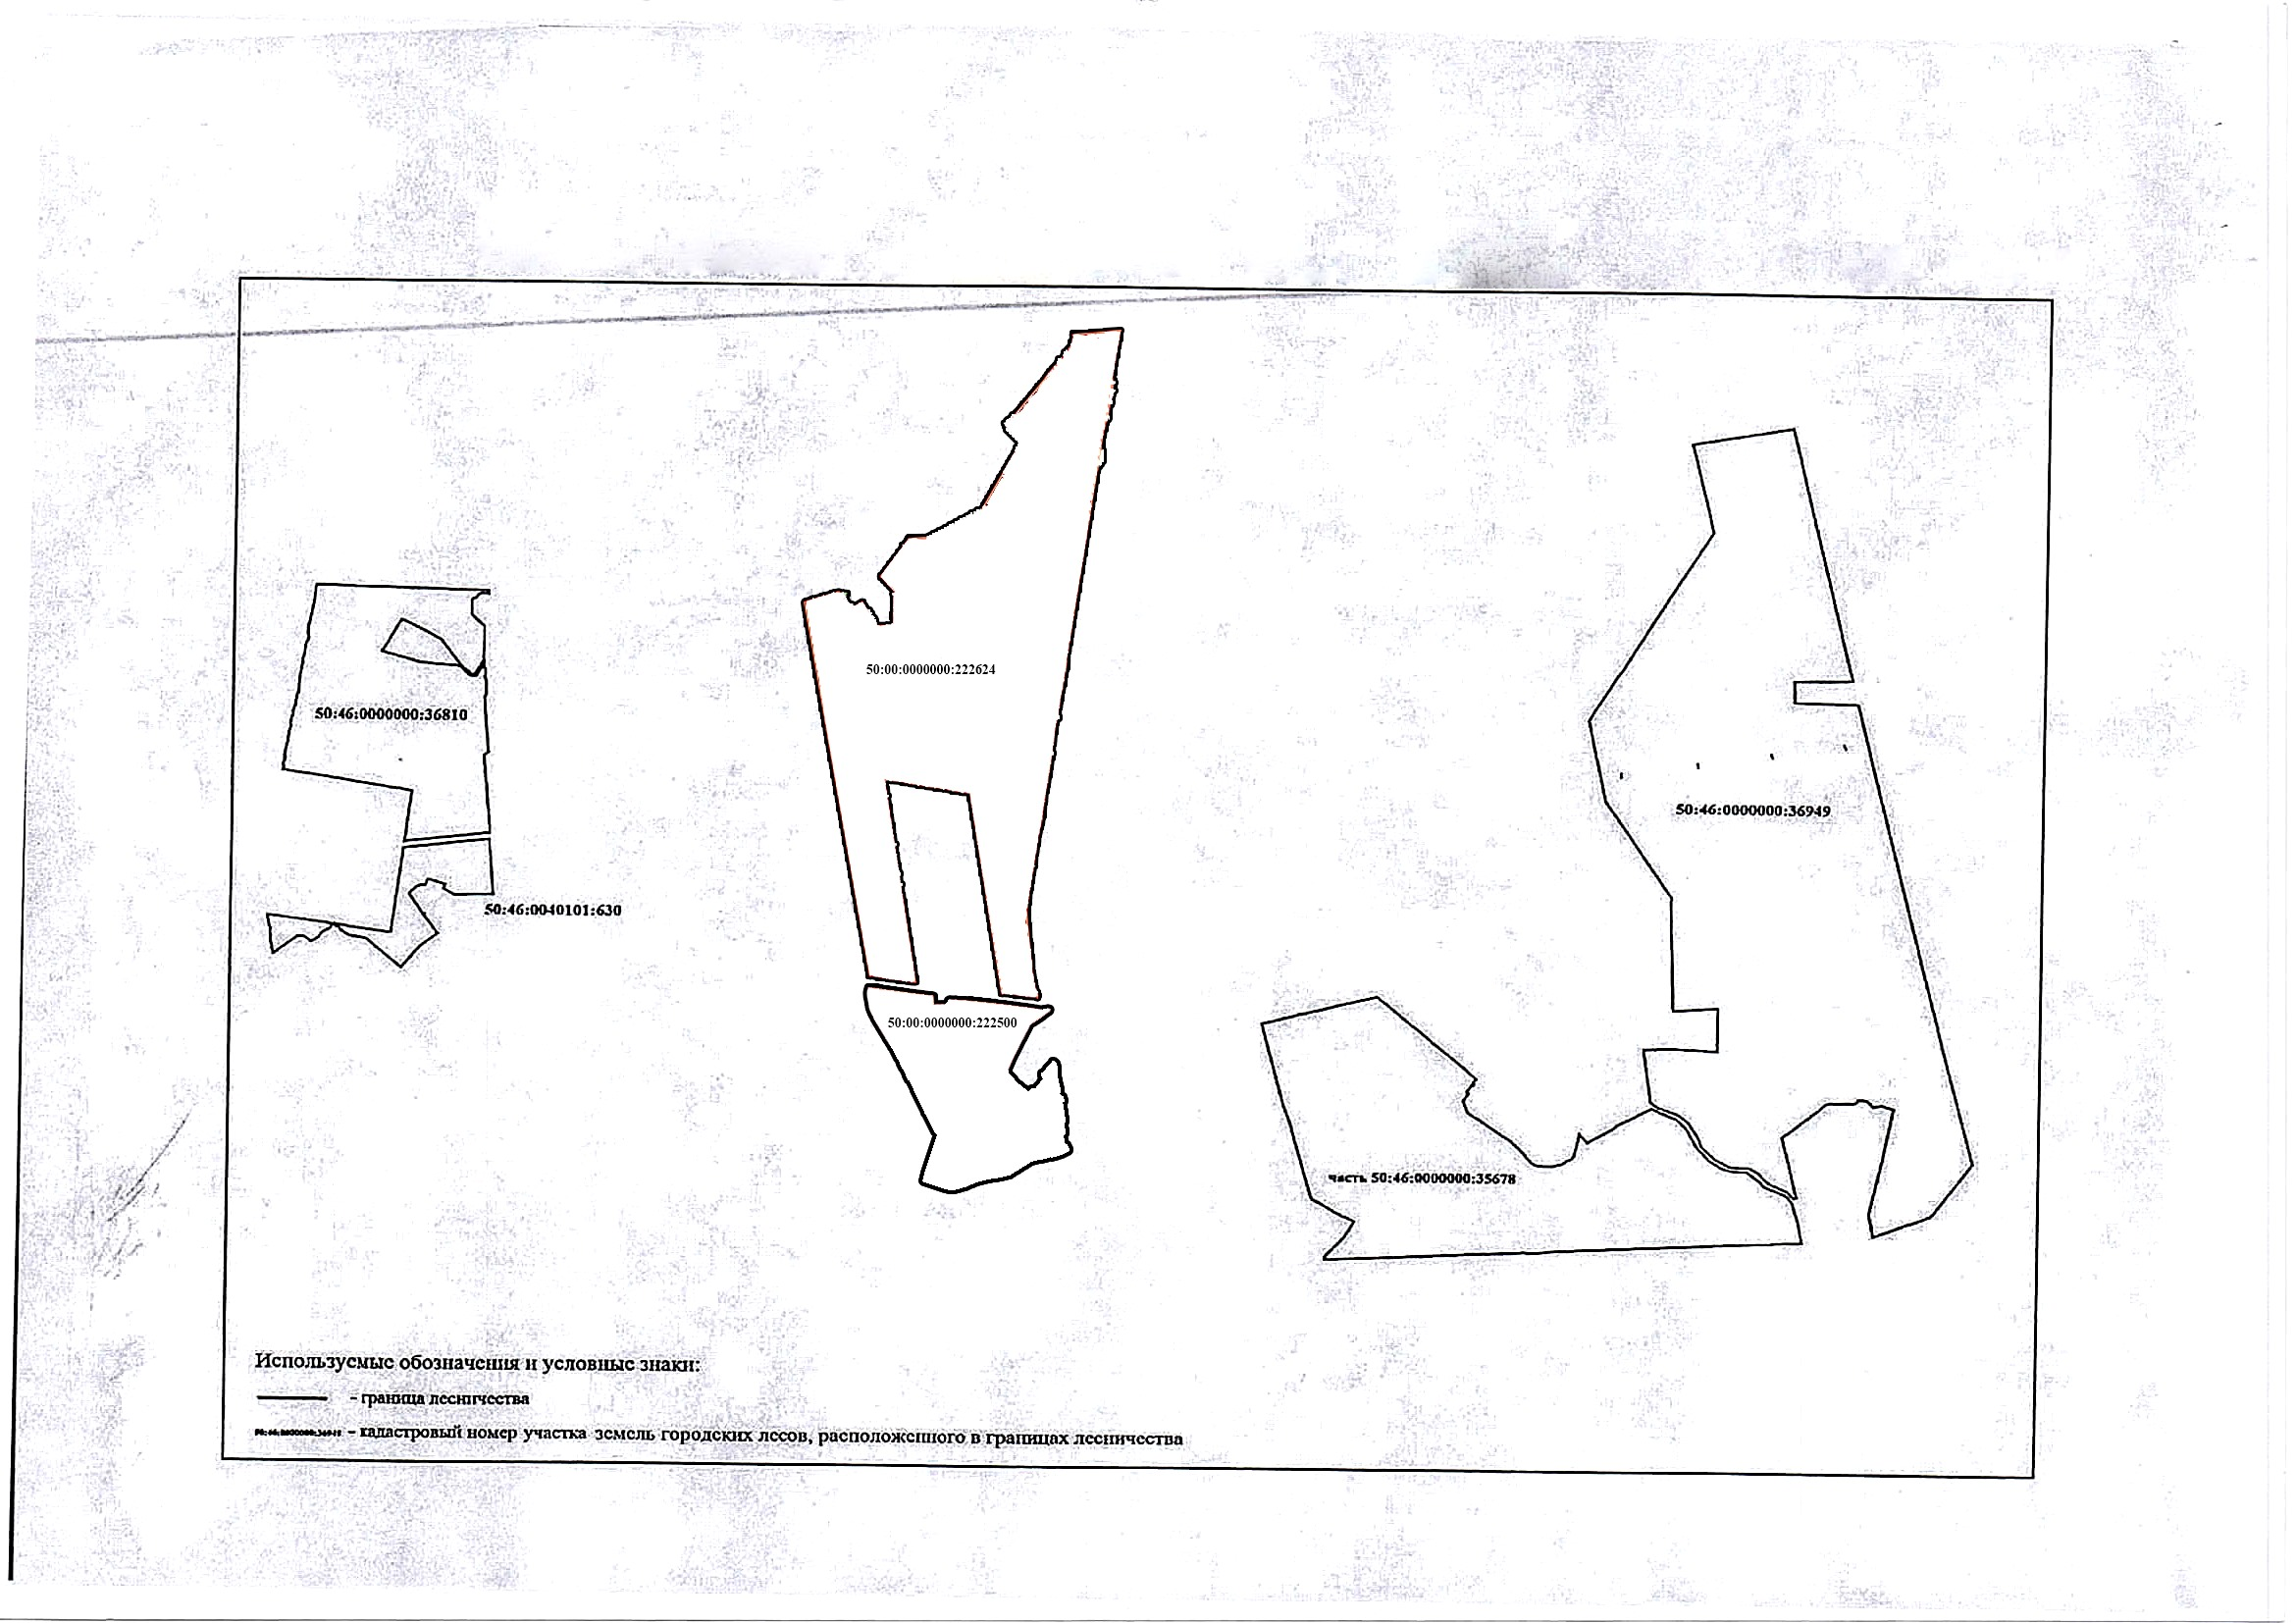 50:00:0000000:222624
50:46:0000000:36810
50:46:0000000:36949
50:46:0040101:630
50:00:0000000:222500
часть 50:46:0000000:35678
Используемые обозначения и условные знаки:
– граница лесничества
– кадастровый номер участка земель городских лесов, расположенного в границах лесничества